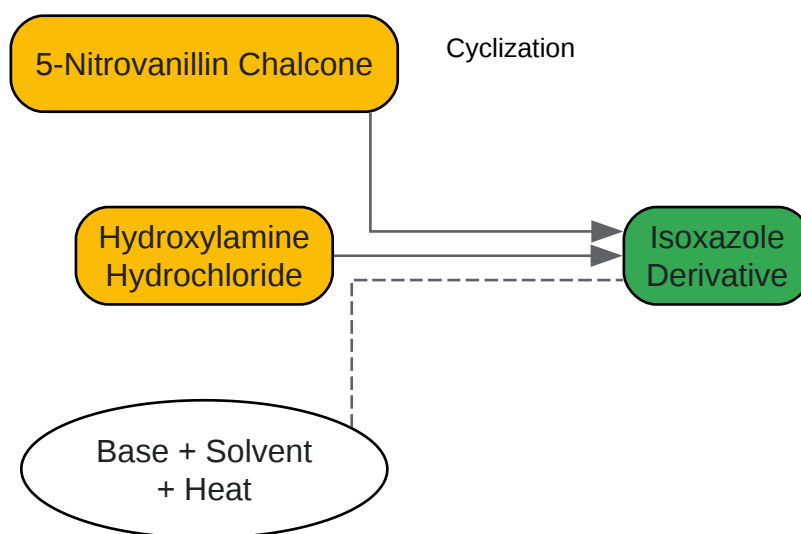 5-Nitrovanillin Chalcone
Cyclization
Hydroxylamine
Hydrochloride
Isoxazole
Derivative
Base + Solvent
+ Heat